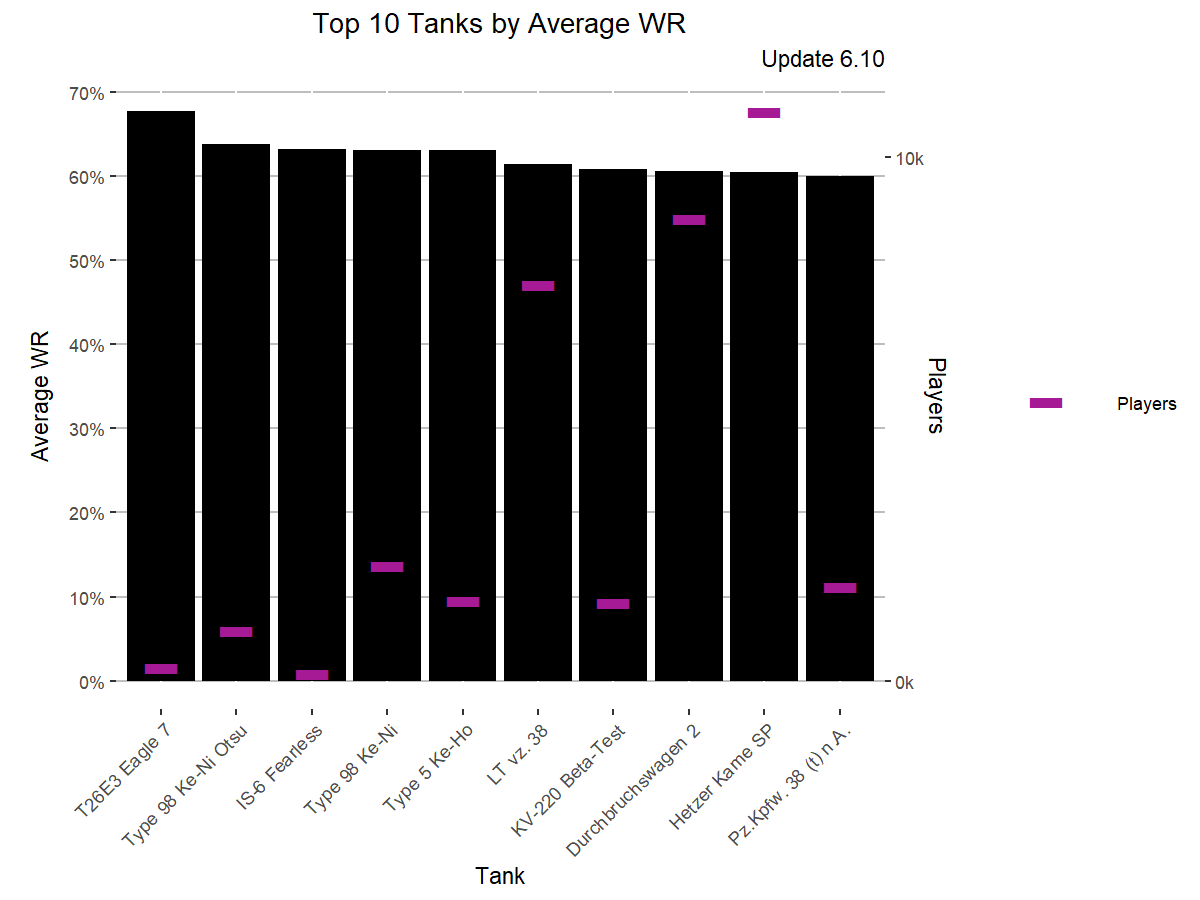 Top 10 Tanks by Average WR
Update 6.10
70%
60%
50%
40%
30%
20%
10%
0%
Average WR
10k
0k
Players
Players
T26E3 Eagle 7
Type 98 Ke-Ni Otsu
IS-6 Fearless
Type 98 Ke-Ni
Type 5 Ke-Ho
LT vz. 38
KV-220 Beta-Test
Durchbruchswagen 2
Hetzer Kame SP
Pz.Kpfw. 38 (t) n A.
Tank